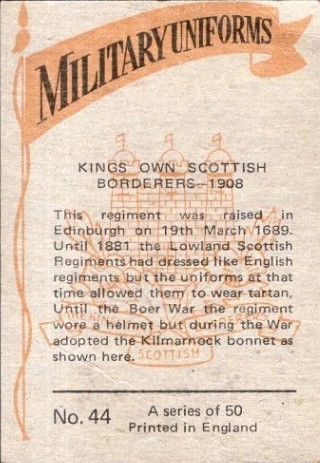 MILITARY UNIFORMS
KINGS OWN SCOTTISH
BORDERERS—1908
This regiment was raised in
Edinburgh on 19th March 1689.
Until 1881 the Lowland Scottish
Regiments had dressed like English
regiments but the uniforms at that
time allowed them to wear tartan,
Until the Boer War the regiment
wore a helmet but during the War
adopted the Kilmarnock bonnet as
shown here.
SCOTTISH
No. 44
A series of 50
Printed in England